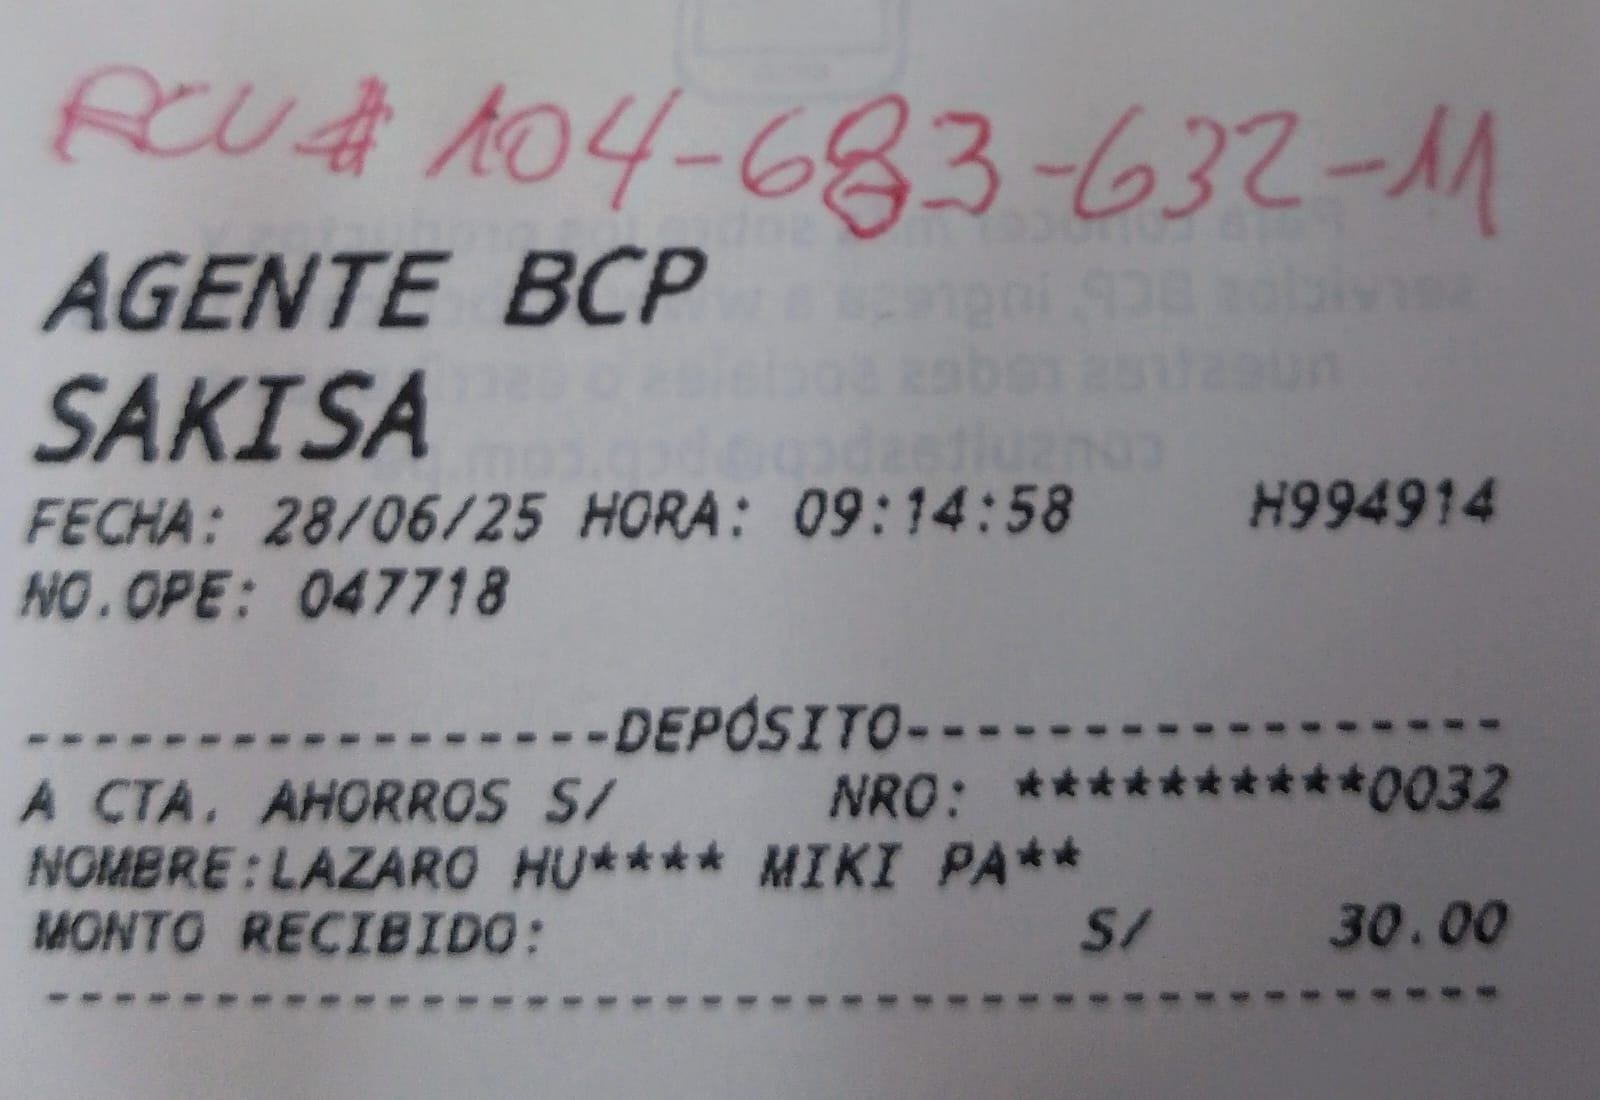 RCU # 104-683-632-11
AGENTE BCP
SAKISA
FECHA: 28/06/25 HORA: 09:14:58 H994914
NO.OPE: 047718
------------------DEPÓSITO------------------
A CTA. AHORROS S/ NRO: **********0032
NOMBRE:LAZARO HU**** MIKI PA**
MONTO RECIBIDO: S/ 30.00
--------------------------------------------